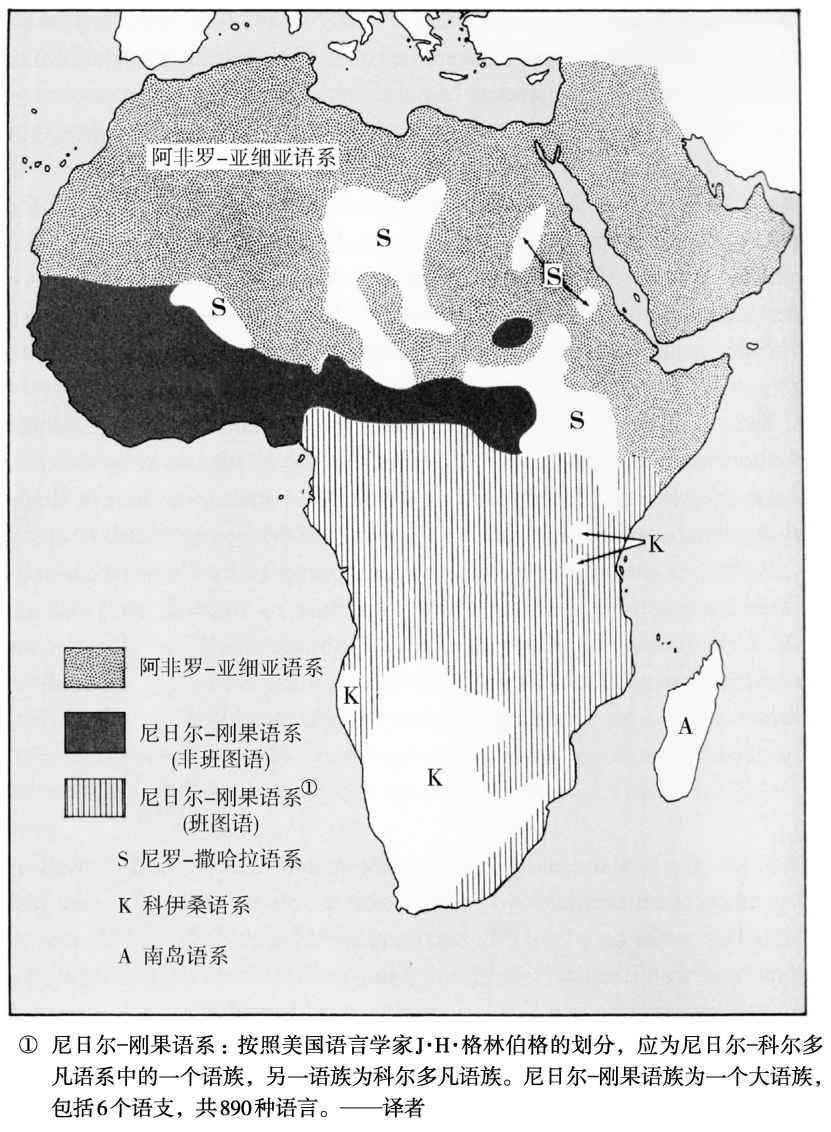 阿非罗-亚细亚语系
S
S
S
S
K
K
K
A
阿非罗-亚细亚语系
尼日尔-刚果语系
(非班图语)
尼日尔-刚果语系①
(班图语)
S 尼罗-撒哈拉语系
K 科伊桑语系
A 南岛语系
① 尼日尔-刚果语系：按照美国语言学家J·H·格林伯格的划分，应为尼日尔-科尔多
凡语系中的一个语族，另一语族为科尔多凡语族。尼日尔-刚果语族为一个大语族，
包括6个语支，共890种语言。——译者